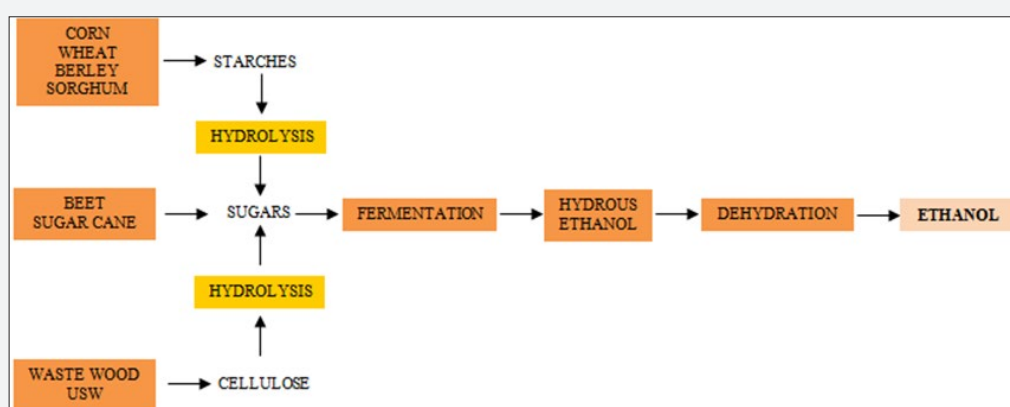 CORN
WHEAT
BERLEY
SORGHUM
STARCHES
HYDROLYSIS
BEET
SUGAR CANE
SUGARS
FERMENTATION
HYDROUS
ETHANOL
DEHYDRATION
ETHANOL
HYDROLYSIS
WASTE WOOD
USW
CELLULOSE